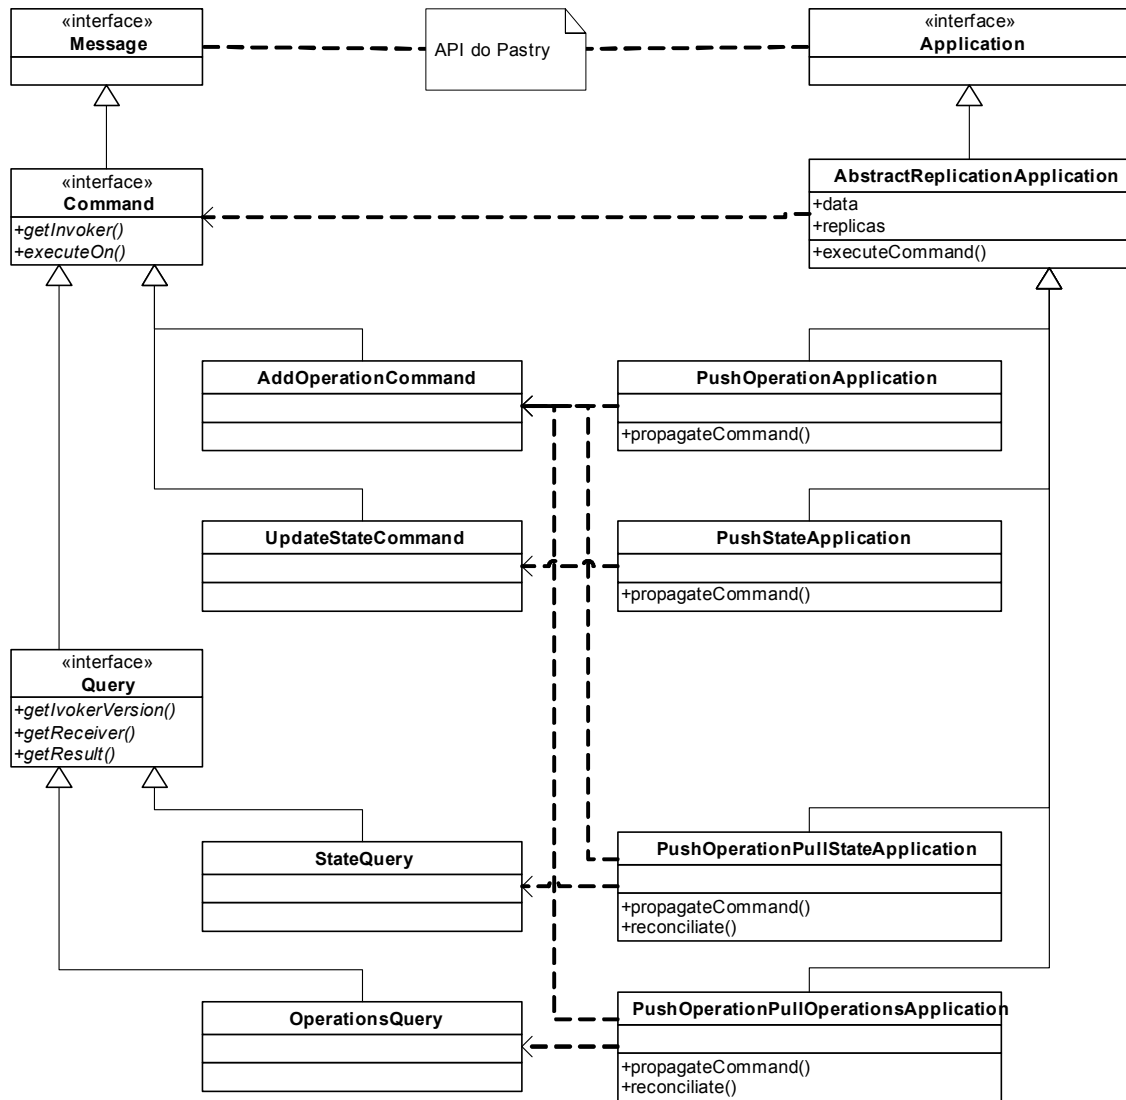 «interface»
Message
API do Pastry
«interface»
Application
«interface»
Command
+getInvoker()
+executeOn()
AbstractReplicationApplication
+data
+replicas
+executeCommand()
AddOperationCommand
PushOperationApplication
+propagateCommand()
UpdateStateCommand
PushStateApplication
+propagateCommand()
«interface»
Query
+getIvokerVersion()
+getReceiver()
+getResult()
StateQuery
PushOperationPullStateApplication
+propagateCommand()
+reconciliate()
OperationsQuery
PushOperationPullOperationsApplication
+propagateCommand()
+reconciliate()